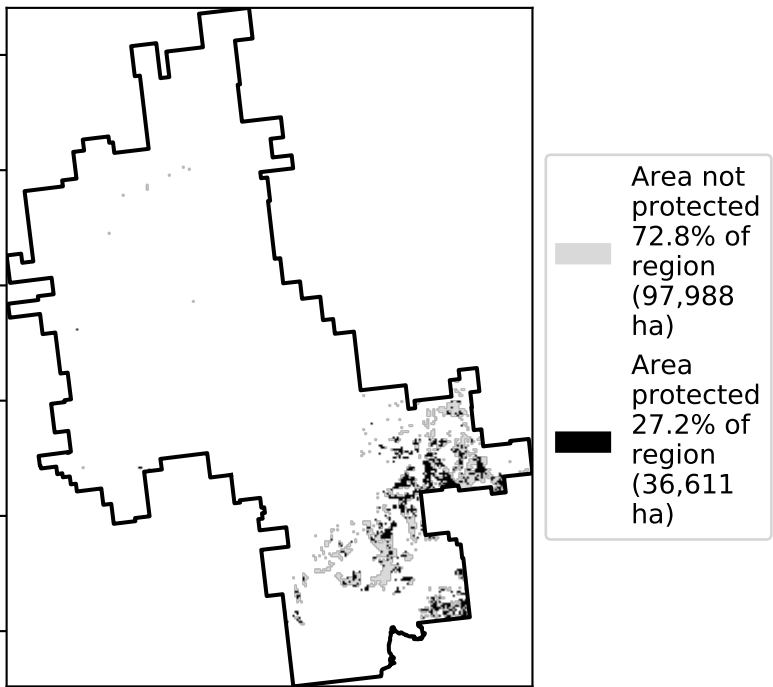 Area not
protected
72.8% of
region
(97,988
ha)
Area
protected
27.2% of
region
(36,611
ha)